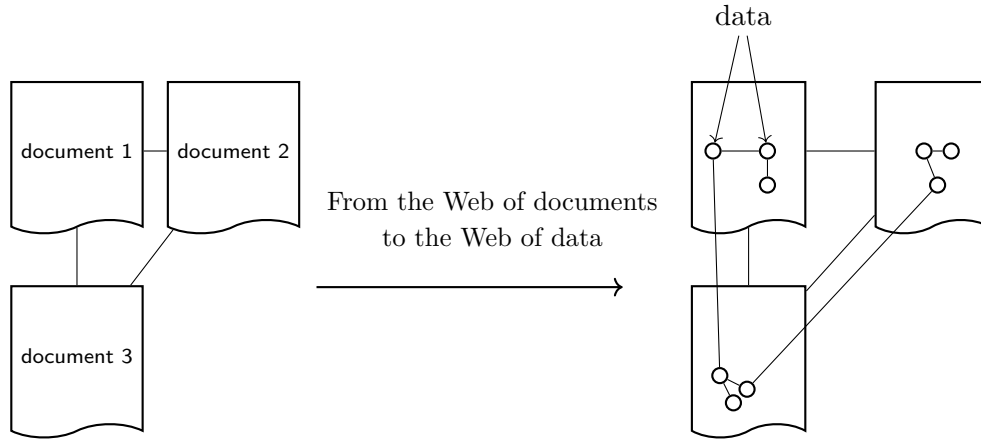 data
document 1
document 2
From the Web of documents
to the Web of data
document 3